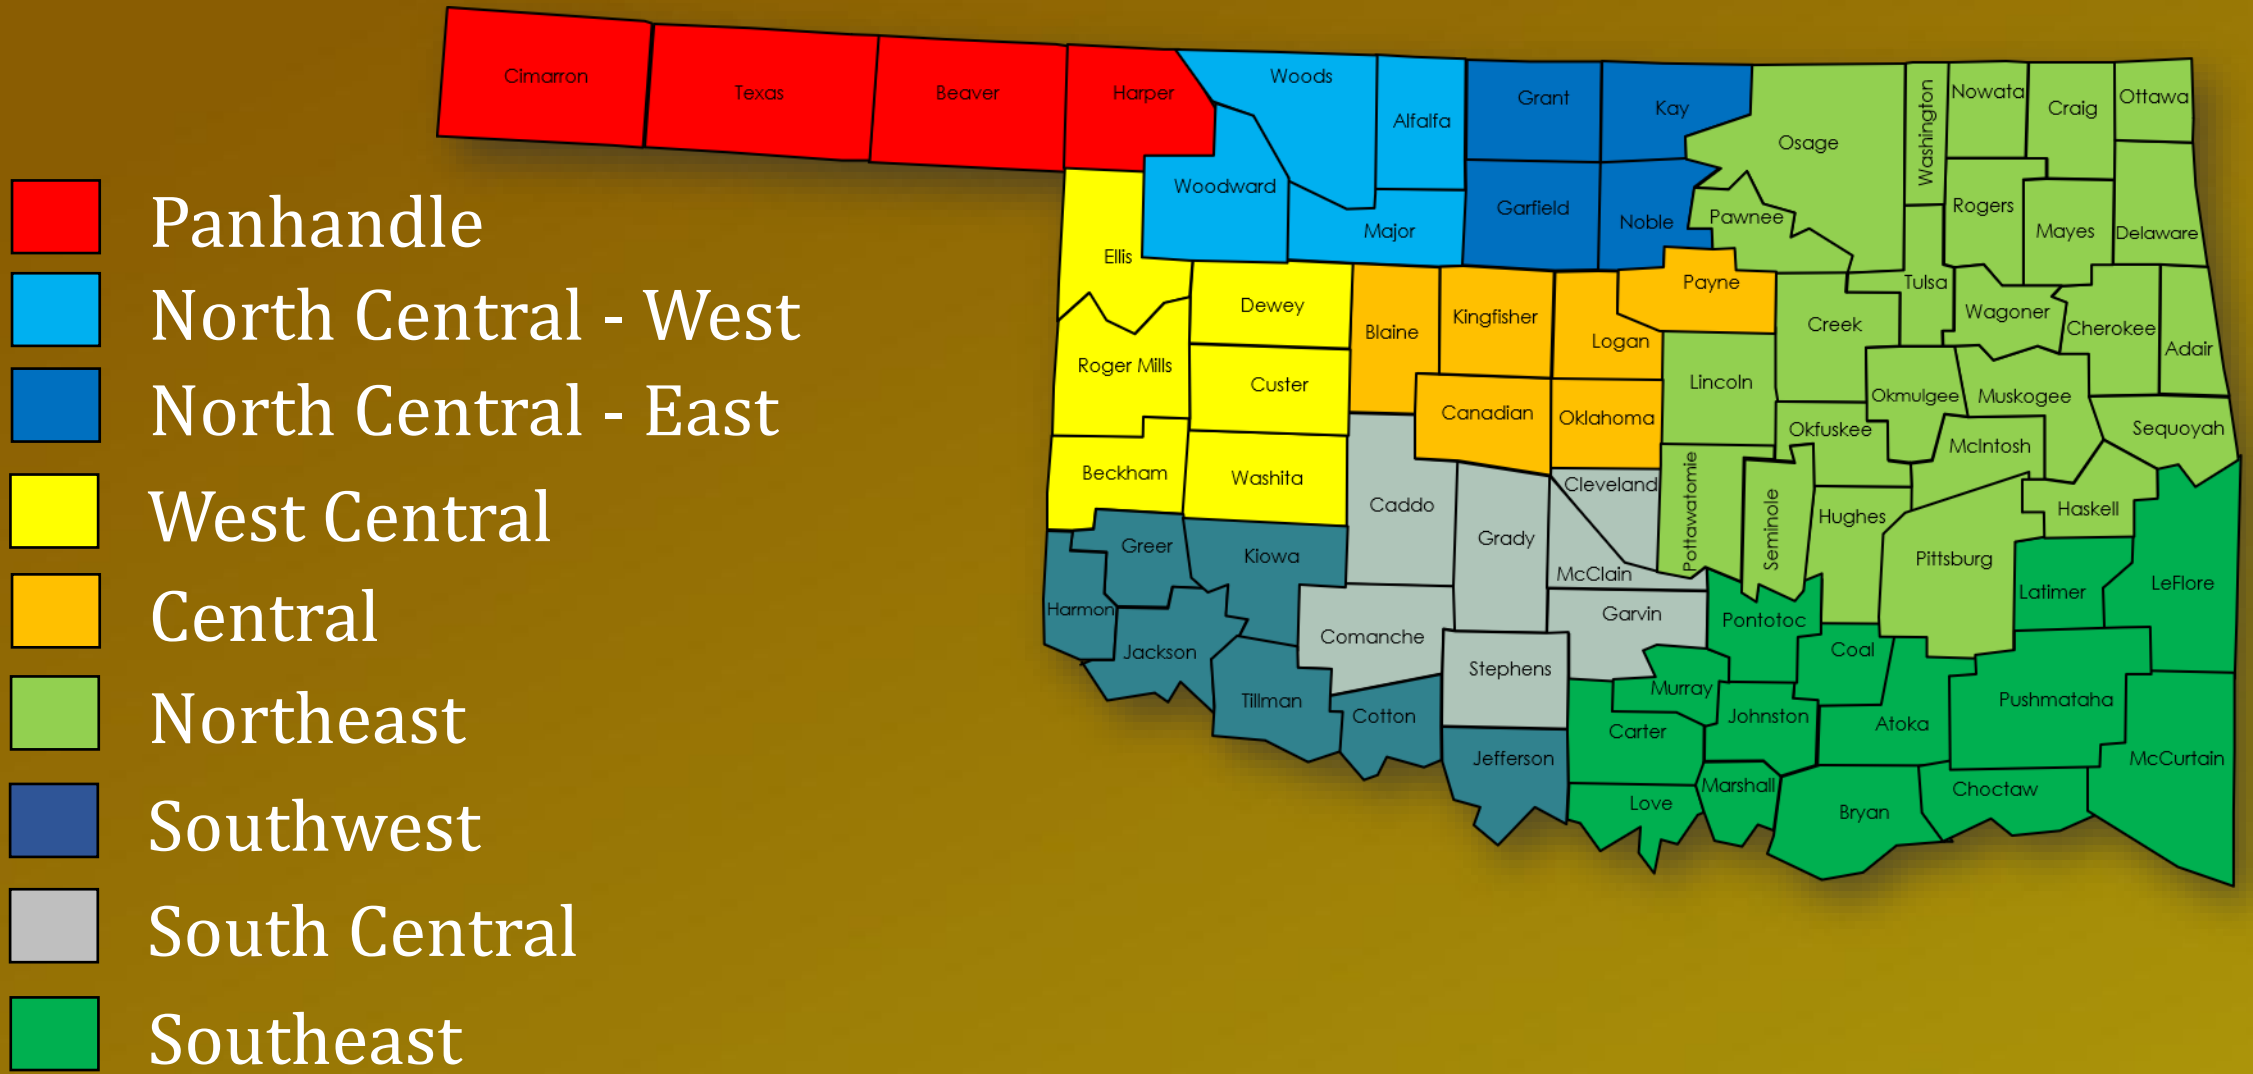 Cimarron
Texas
Beaver
Harper
Woods
Alfalfa
Grant
Kay
Osage
Washington
Nowata
Craig
Ottawa
Woodward
Major
Garfield
Noble
Pawnee
Rogers
Mayes
Delaware
Ellis
Dewey
Blaine
Kingfisher
Logan
Payne
Creek
Tulsa
Wagoner
Cherokee
Adair
Roger Mills
Custer
Canadian
Oklahoma
Lincoln
Okfuskee
Okmulgee
Muskogee
McIntosh
Sequoyah
Beckham
Washita
Caddo
Grady
Cleveland
McClain
Pottawatomie
Seminole
Hughes
Pittsburg
Haskell
Latimer
LeFlore
Harmon
Greer
Kiowa
Jackson
Tillman
Comanche
Cotton
Stephens
Jefferson
Garvin
Murray
Carter
Love
Pontotoc
Johnston
Marshall
Coal
Atoka
Bryan
Pushmataha
Choctaw
McCurtain
Panhandle
North Central - West
North Central - East
West Central
Central
Northeast
Southwest
South Central
Southeast